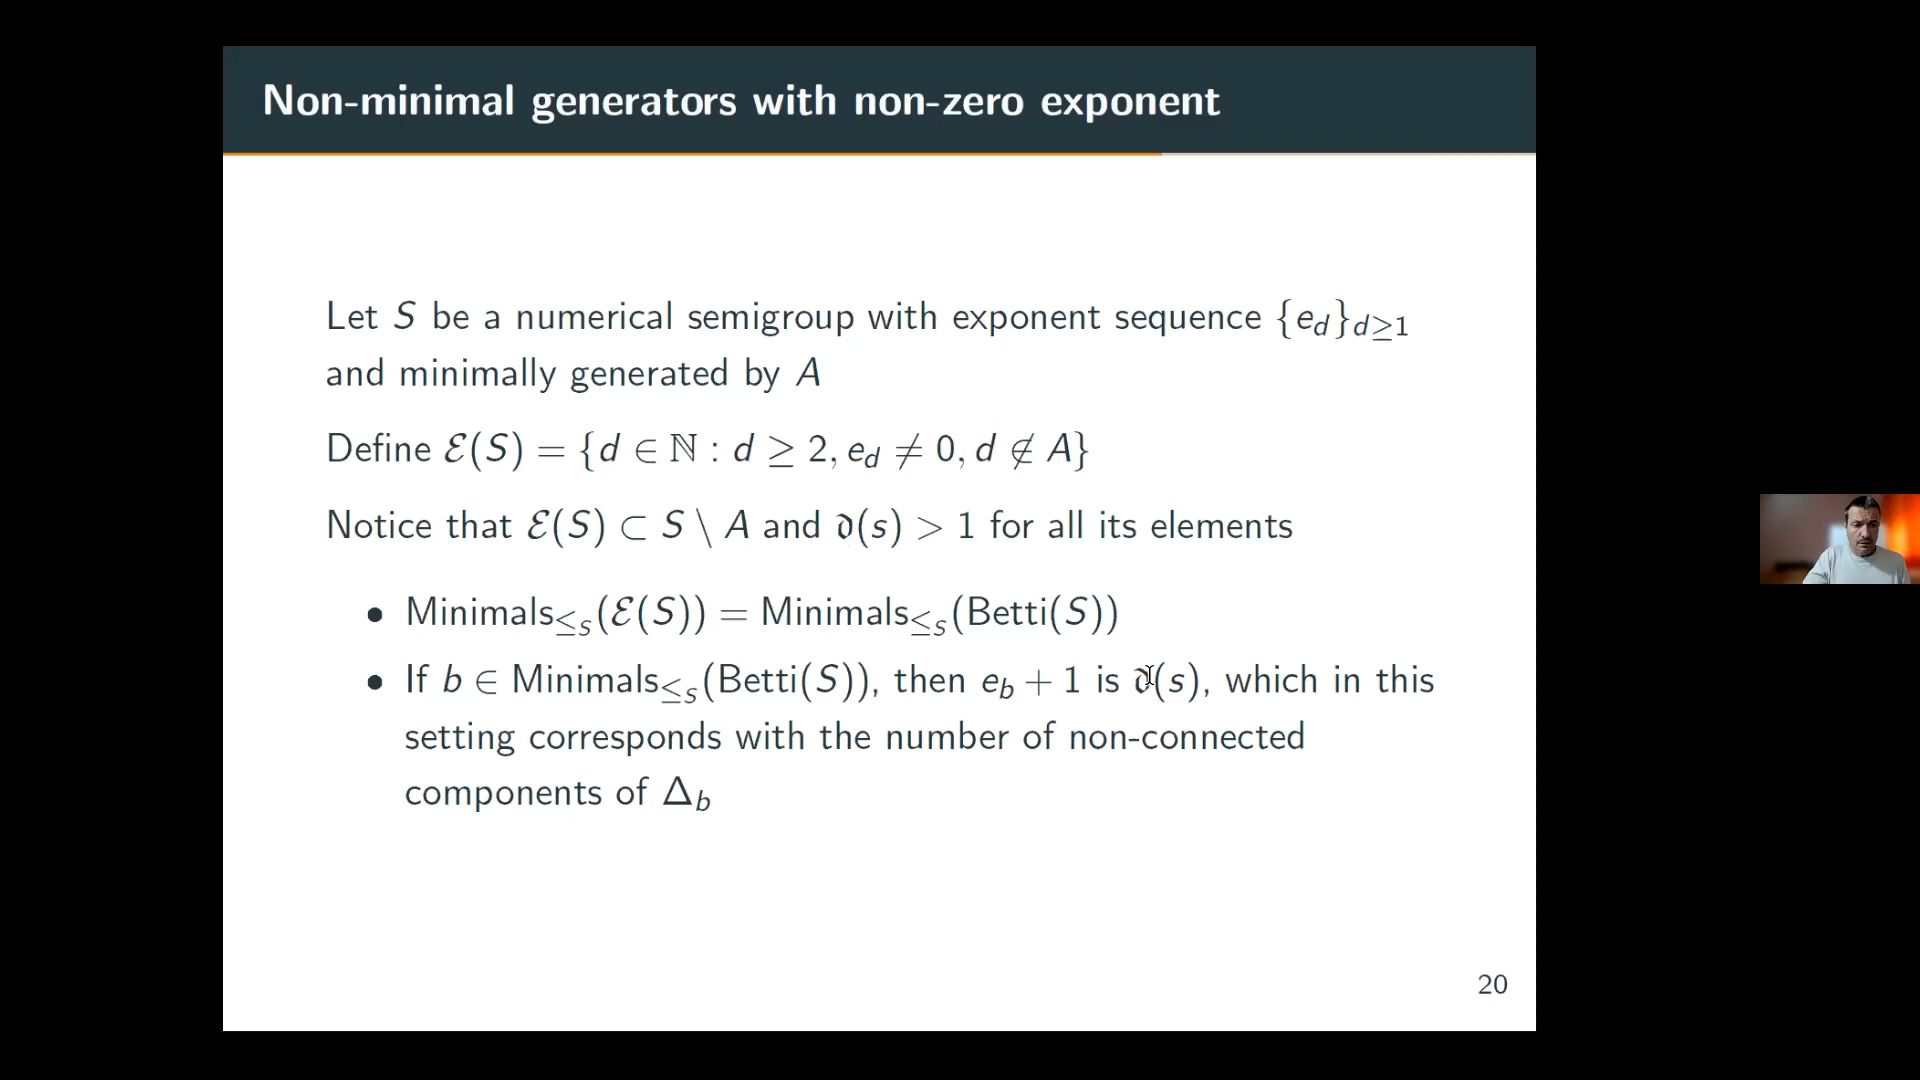 Non-minimal generators with non-zero exponent
Let S be a numerical semigroup with exponent sequence {e_d}_{d≥1}
and minimally generated by A
Define ℰ(S) = {d ∈ ℕ : d ≥ 2, e_d ≠ 0, d ∉ A}
Notice that ℰ(S) ⊂ S \ A and 𝔡(s) > 1 for all its elements
• Minimals_{≤_S}(ℰ(S)) = Minimals_{≤_S}(Betti(S))
• If b ∈ Minimals_{≤_S}(Betti(S)), then e_b + 1 is 𝔡(s), which in this
setting corresponds with the number of non-connected
components of Δ_b
20